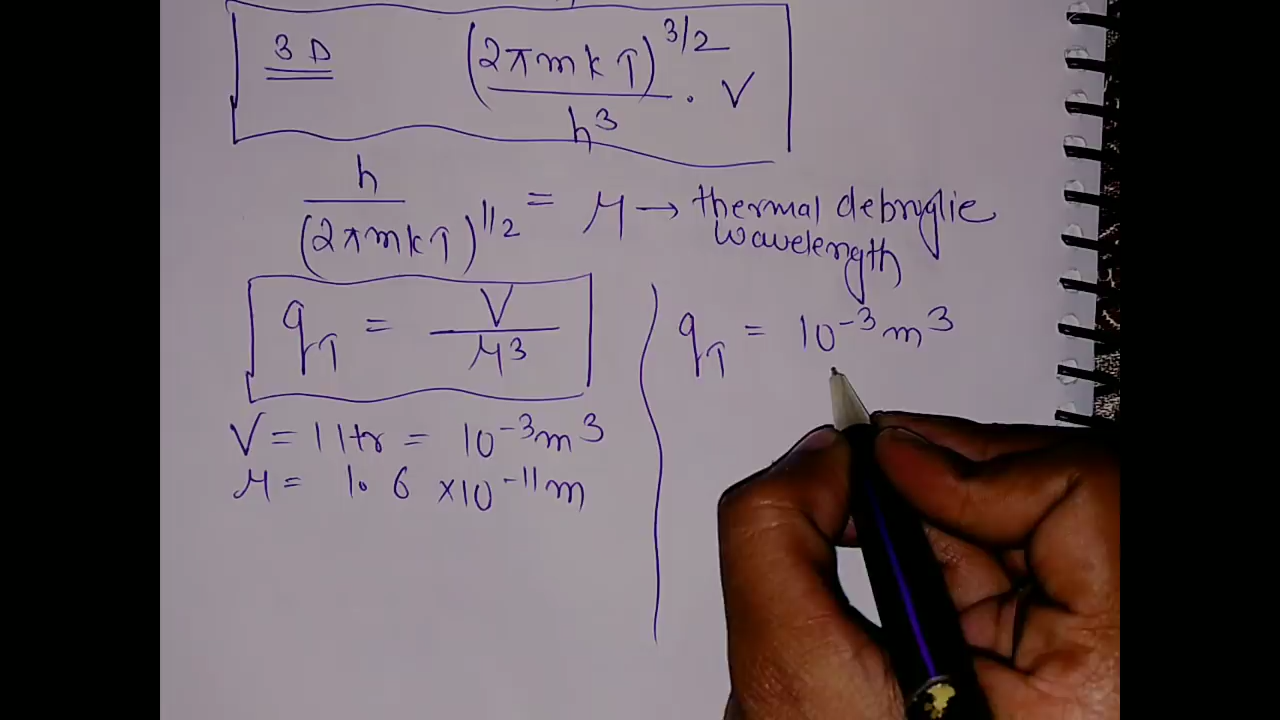 3 D (2πmkT)^3/2 / h^3 . V
h / (2πmkT)^1/2 = μ → thermal debryglie
wavelength
q_T = V / μ^3
V = 1 ltr = 10^-3 m^3
μ = 1.6 ×10^-11 m
q_T = 10^-3 m^3